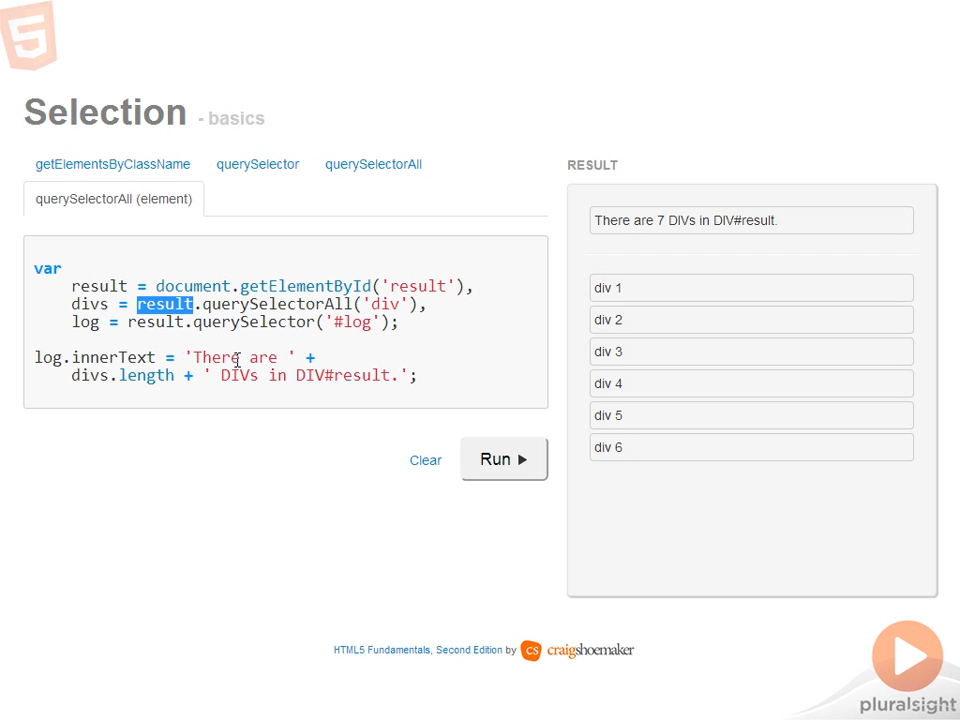 5
Selection - basics
getElementsByClassName querySelector querySelectorAll
querySelectorAll (element)
var
result = document.getElementById('result'),
divs = result.querySelectorAll('div'),
log = result.querySelector('#log');
log.innerText = 'There are ' +
divs.length + ' DIVs in DIV#result.';
Clear Run
RESULT
There are 7 DIVs in DIV#result.
div 1
div 2
div 3
div 4
div 5
div 6
HTML5 Fundamentals, Second Edition by cs craigshoemaker
pluralsight